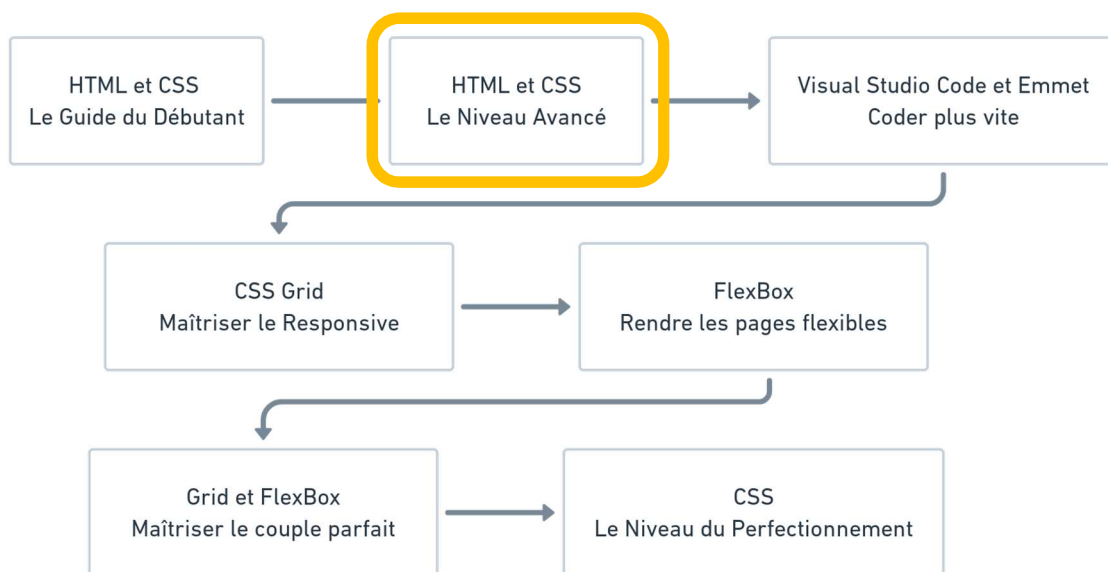 HTML et CSS
Le Guide du Débutant
HTML et CSS
Le Niveau Avancé
Visual Studio Code et Emmet
Coder plus vite
CSS Grid
Maîtriser le Responsive
FlexBox
Rendre les pages flexibles
Grid et FlexBox
Maîtriser le couple parfait
CSS
Le Niveau du Perfectionnement